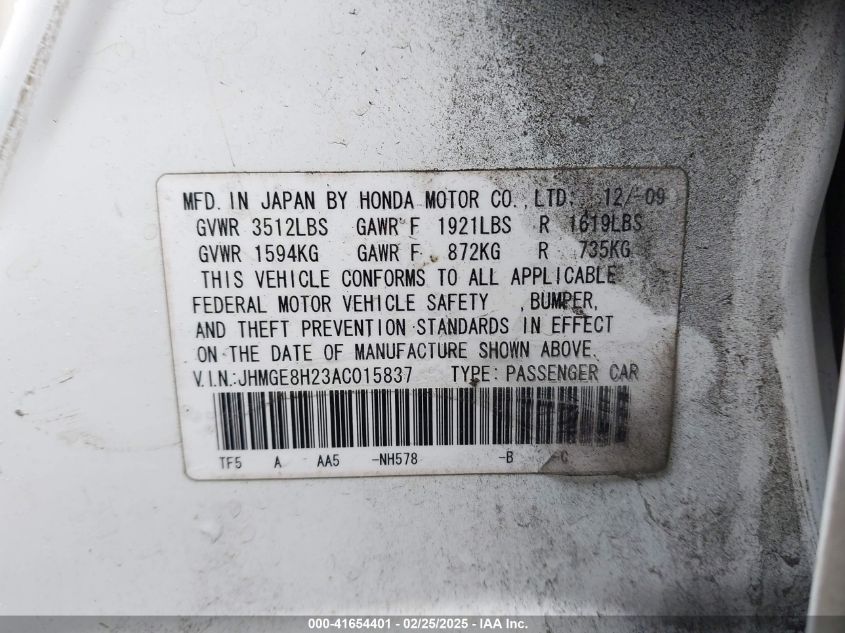 MFD. IN JAPAN BY HONDA MOTOR CO., LTD. 12/-09
GVWR 3512LBS GAWR F 1921LBS R 1619LBS
GVWR 1594KG GAWR F 872KG R 735KG
THIS VEHICLE CONFORMS TO ALL APPLICABLE
FEDERAL MOTOR VEHICLE SAFETY , BUMPER,
AND THEFT PREVENTION STANDARDS IN EFFECT
ON THE DATE OF MANUFACTURE SHOWN ABOVE.
V.I.N.:JHMGE8H23AC015837 TYPE: PASSENGER CAR
TF5 A AA5 -NH578 -B -C
000-41654401 - 02/25/2025 - IAAI Inc.